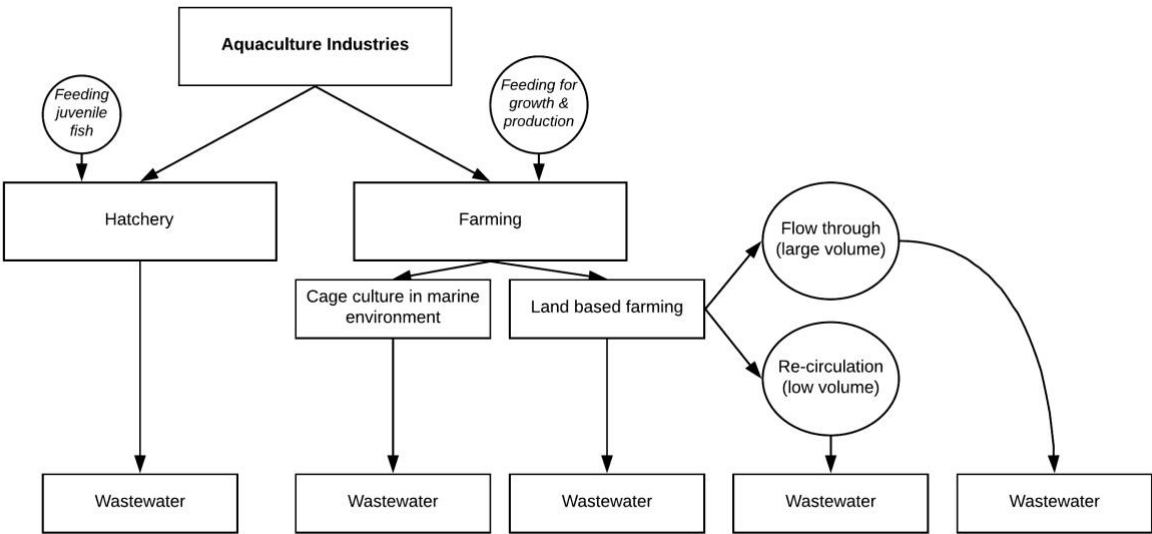 Aquaculture Industries
Feeding
juvenile
fish
Feeding for
growth &
production
Hatchery
Farming
Flow through
(large volume)
Cage culture in marine
environment
Land based farming
Re-circulation
(low volume)
Wastewater
Wastewater
Wastewater
Wastewater
Wastewater